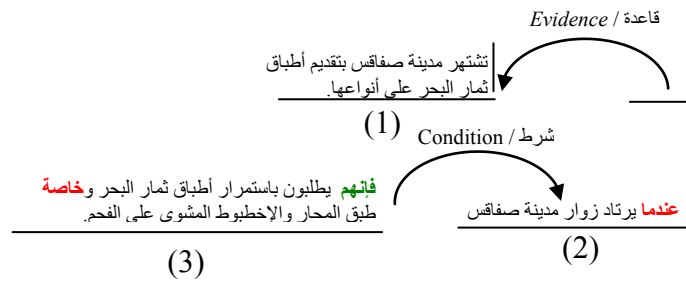 قاعدة / Evidence
تشتهر مدينة صفاقس بتقديم أطباق
ثمار البحر على أنواعها.
(1)
شرط / Condition
عندما يرتاد زوار مدينة صفاقس
(2)
فإنهم يطلبون باستمرار أطباق ثمار البحر وخاصة
طبق المحار والإخطبوط المشوي على الفحم.
(3)